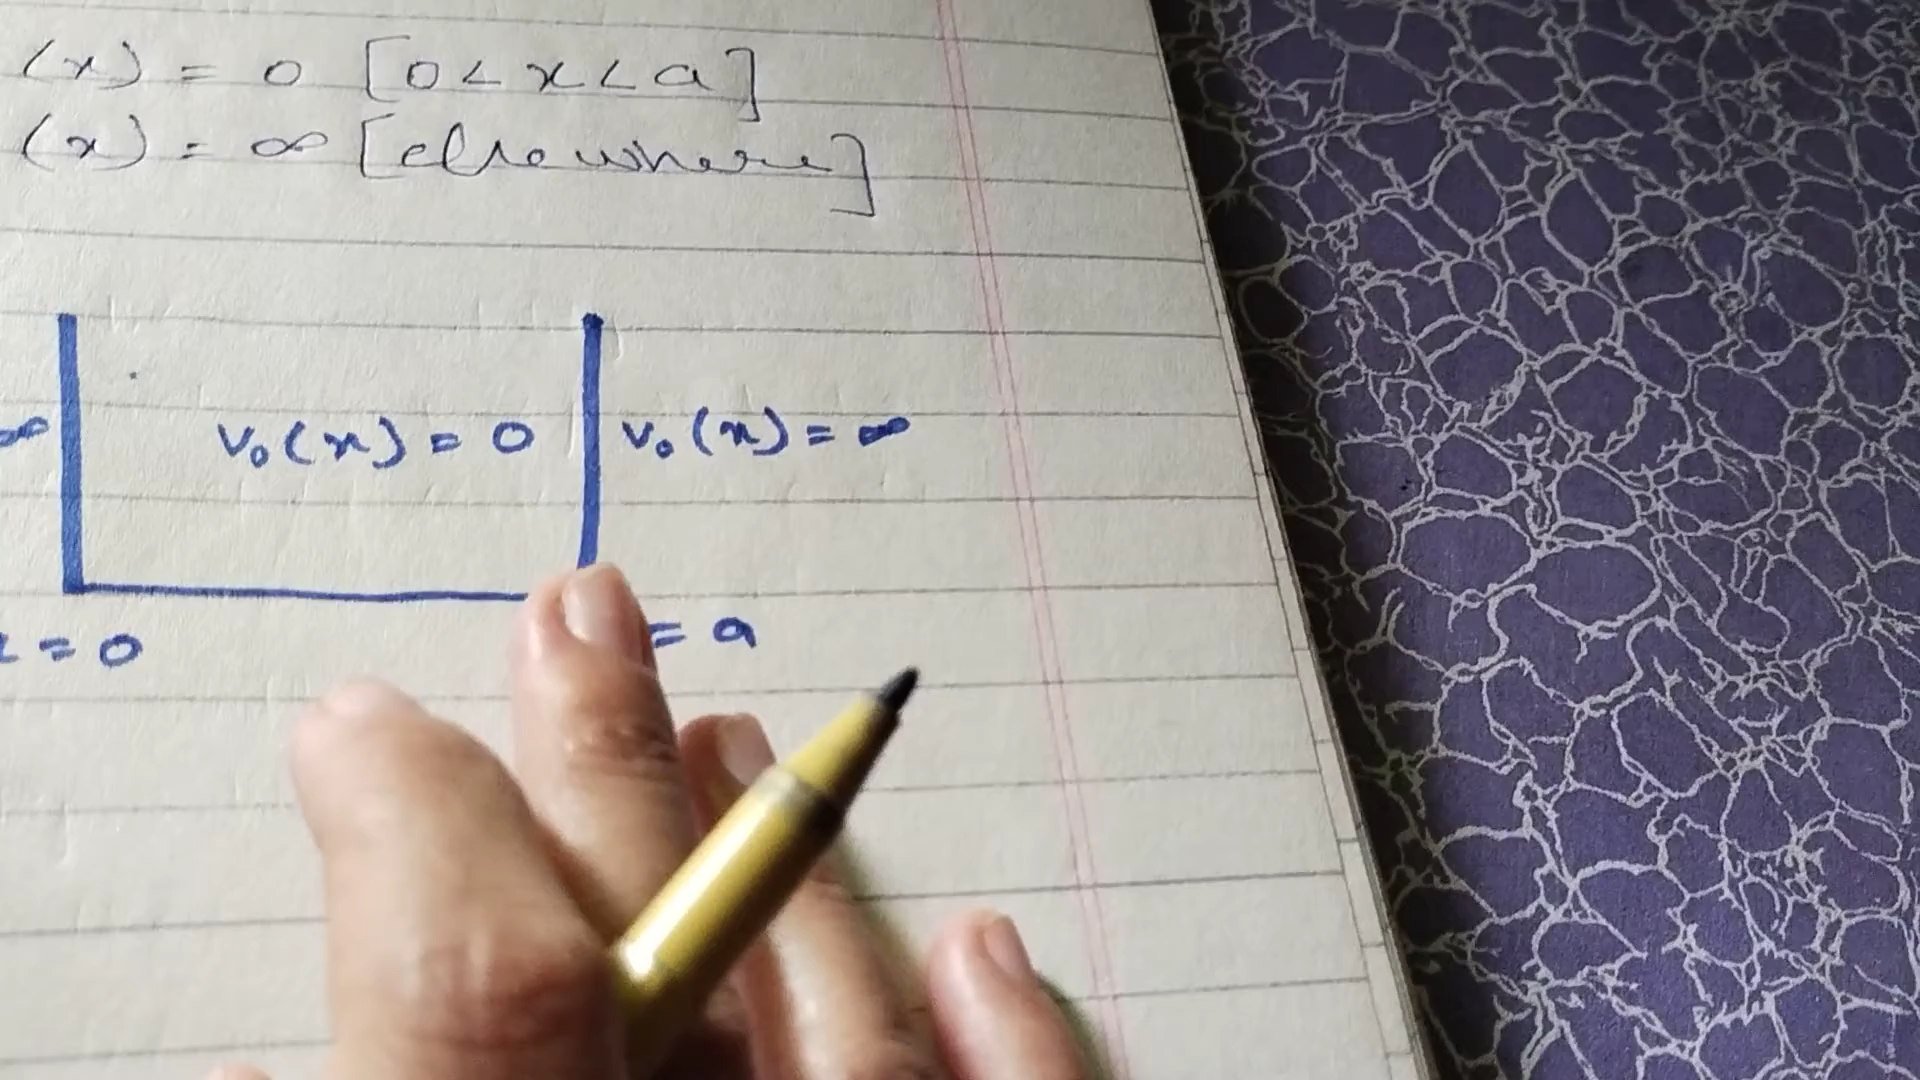 (x) = 0 [0 < x < a]
(x) = ∞ [elsewhere]
∞ V₀(x) = 0 V₀(x) = ∞
x = 0 = a